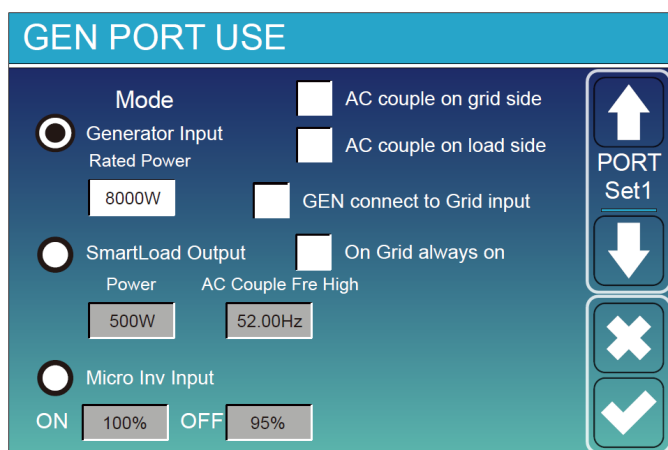 GEN PORT USE
Mode
AC couple on grid side
Generator Input
AC couple on load side
Rated Power
8000W
GEN connect to Grid input
SmartLoad Output
On Grid always on
Power
AC Couple Fre High
500W
52.00Hz
Micro Inv Input
ON
100%
OFF
95%
PORT
Set1